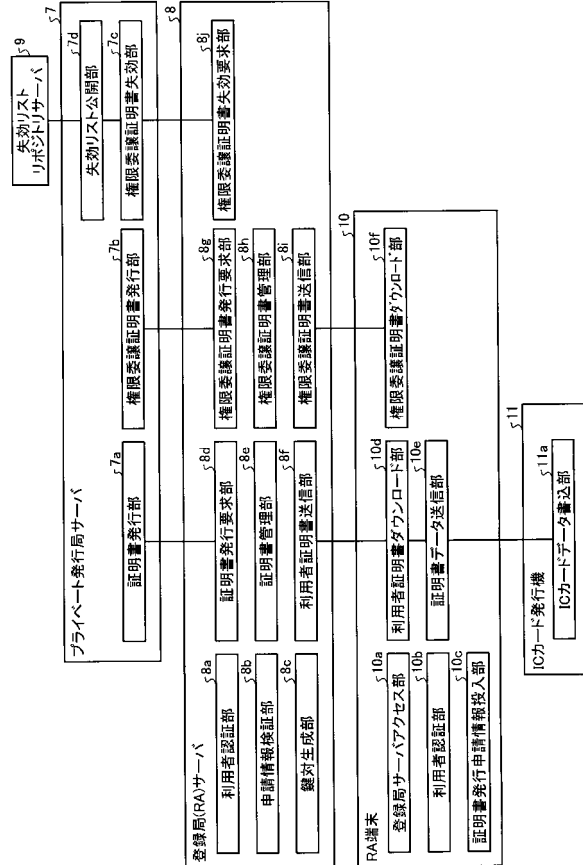 失効リスト
リポジトリサーバ
9
プライベート発行局サーバ
7
証明書発行部
7a
権限委譲証明書発行部
7b
失効リスト公開部
7d
権限委譲証明書失効部
7c
登録局(RA)サーバ
8
利用者認証部
8a
申請情報検証部
8b
鍵対生成部
8c
証明書発行要求部
8d
証明書管理部
8e
利用者証明書送信部
8f
権限委譲証明書発行要求部
8g
権限委譲証明書管理部
8h
権限委譲証明書送信部
8i
権限委譲証明書失効要求部
8j
RA端末
10
登録局サーバアクセス部
10a
利用者認証部
10b
証明書発行申請情報投入部
10c
利用者証明書ダウンロード部
10d
証明書データ送信部
10e
権限委譲証明書ダウンロード部
10f
ICカード発行機
11
ICカードデータ書込部
11a